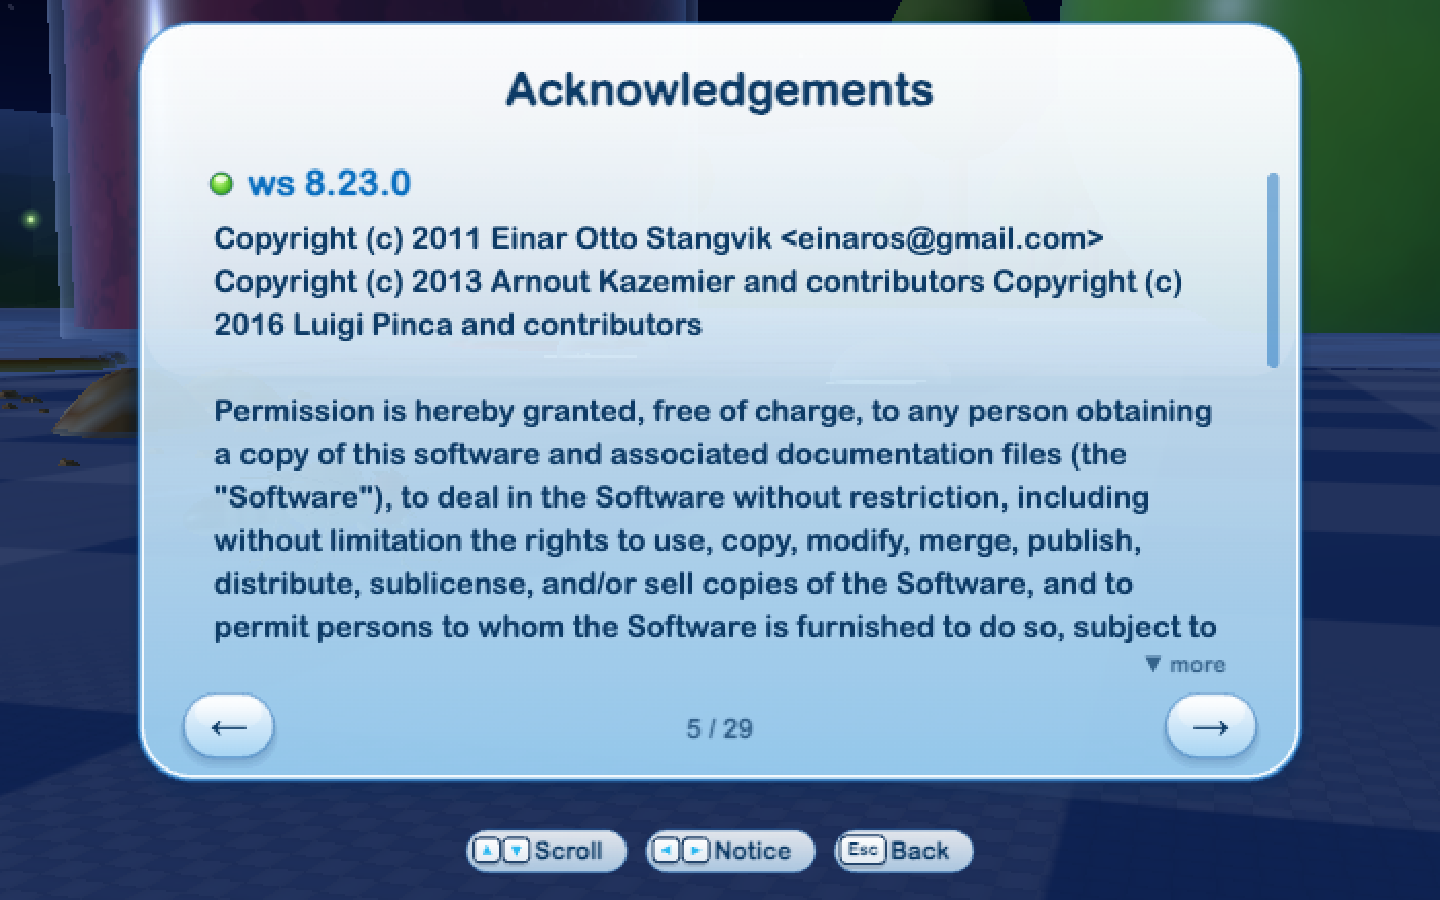 Acknowledgements
ws 8.23.0
Copyright (c) 2011 Einar Otto Stangvik <einaros@gmail.com>
Copyright (c) 2013 Arnout Kazemier and contributors Copyright (c)
2016 Luigi Pinca and contributors
Permission is hereby granted, free of charge, to any person obtaining
a copy of this software and associated documentation files (the
"Software"), to deal in the Software without restriction, including
without limitation the rights to use, copy, modify, merge, publish,
distribute, sublicense, and/or sell copies of the Software, and to
permit persons to whom the Software is furnished to do so, subject to
▼ more
← 5 / 29 →
▲ ▼ Scroll ◄ ► Notice Esc Back